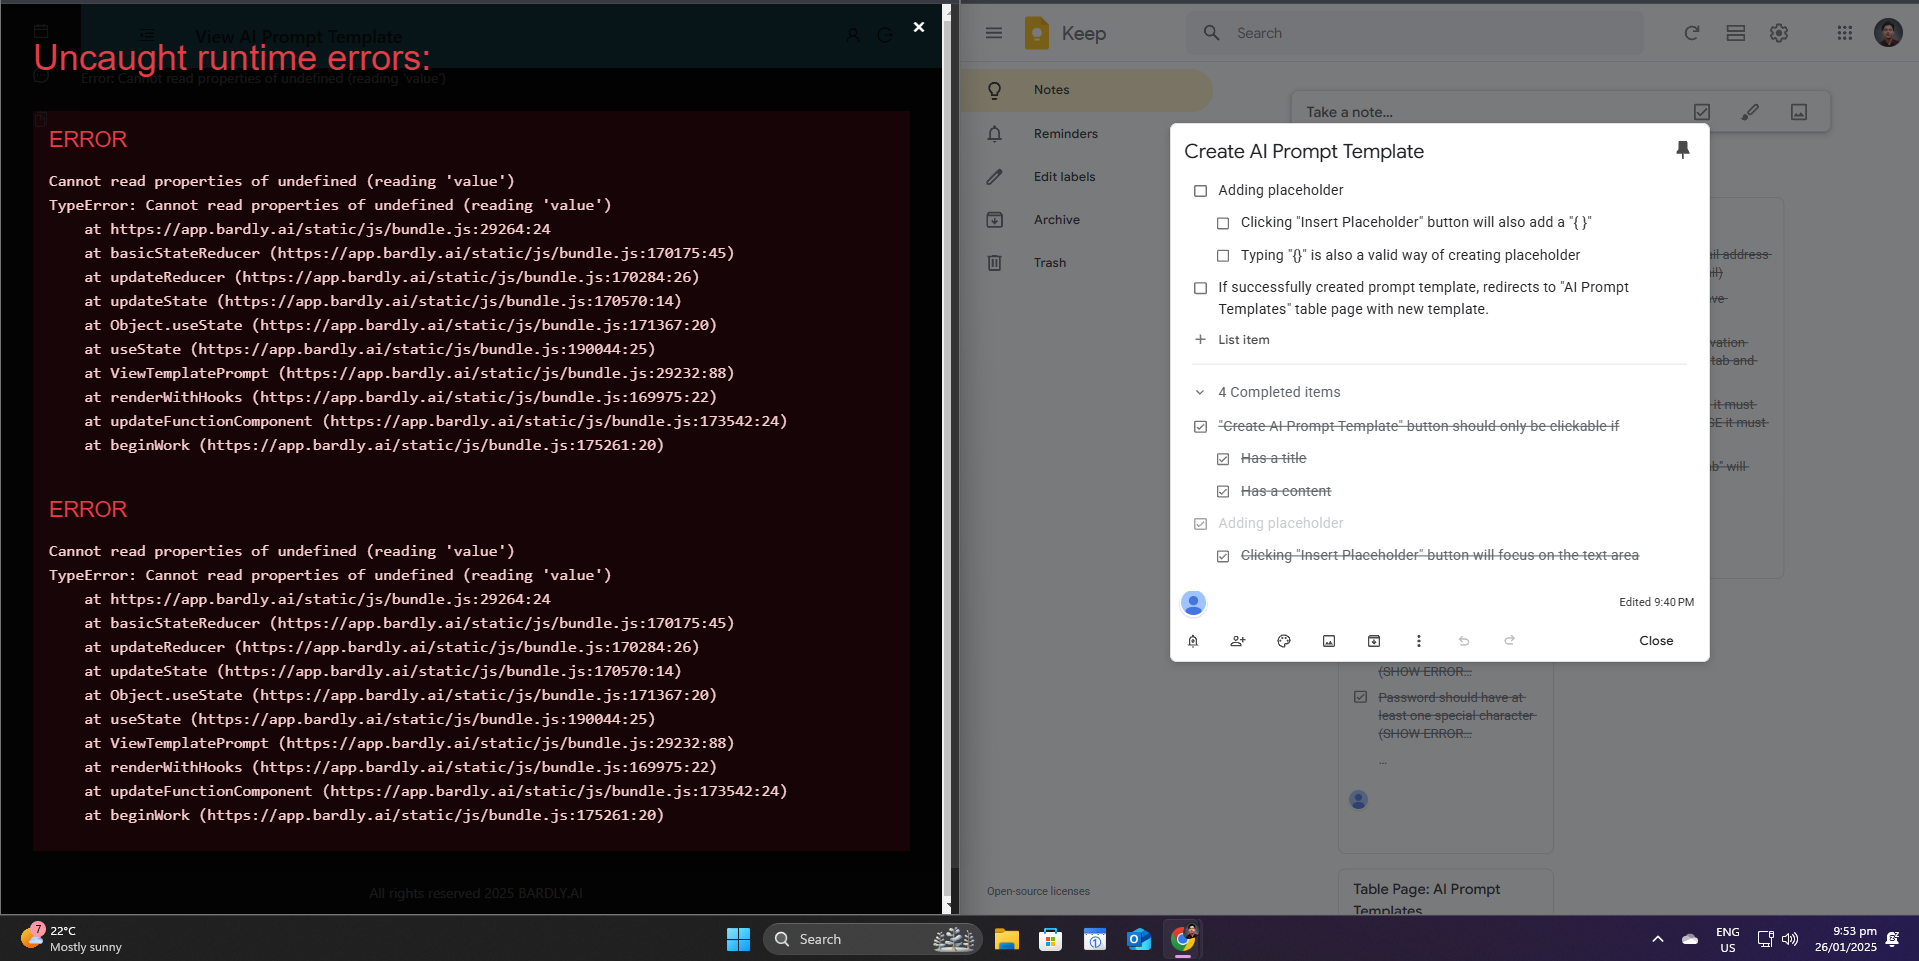 View AI Prompt Template
Uncaught runtime errors:
Error: Cannot read properties of undefined (reading 'value')
ERROR
Cannot read properties of undefined (reading 'value')
TypeError: Cannot read properties of undefined (reading 'value')
at https://app.bardly.ai/static/js/bundle.js:29264:24
at basicStateReducer (https://app.bardly.ai/static/js/bundle.js:170175:45)
at updateReducer (https://app.bardly.ai/static/js/bundle.js:170284:26)
at updateState (https://app.bardly.ai/static/js/bundle.js:170570:14)
at Object.useState (https://app.bardly.ai/static/js/bundle.js:171367:20)
at useState (https://app.bardly.ai/static/js/bundle.js:190044:25)
at ViewTemplatePrompt (https://app.bardly.ai/static/js/bundle.js:29232:88)
at renderWithHooks (https://app.bardly.ai/static/js/bundle.js:169975:22)
at updateFunctionComponent (https://app.bardly.ai/static/js/bundle.js:173542:24)
at beginWork (https://app.bardly.ai/static/js/bundle.js:175261:20)
ERROR
Cannot read properties of undefined (reading 'value')
TypeError: Cannot read properties of undefined (reading 'value')
at https://app.bardly.ai/static/js/bundle.js:29264:24
at basicStateReducer (https://app.bardly.ai/static/js/bundle.js:170175:45)
at updateReducer (https://app.bardly.ai/static/js/bundle.js:170284:26)
at updateState (https://app.bardly.ai/static/js/bundle.js:170570:14)
at Object.useState (https://app.bardly.ai/static/js/bundle.js:171367:20)
at useState (https://app.bardly.ai/static/js/bundle.js:190044:25)
at ViewTemplatePrompt (https://app.bardly.ai/static/js/bundle.js:29232:88)
at renderWithHooks (https://app.bardly.ai/static/js/bundle.js:169975:22)
at updateFunctionComponent (https://app.bardly.ai/static/js/bundle.js:173542:24)
at beginWork (https://app.bardly.ai/static/js/bundle.js:175261:20)
All rights reserved 2025 BARDLY.AI
Keep
Search
Notes
Reminders
Edit labels
Archive
Trash
Open-source licenses
Take a note...
Create AI Prompt Template
Adding placeholder
Clicking "Insert Placeholder" button will also add a "{ }"
Typing "{}" is also a valid way of creating placeholder
If successfully created prompt template, redirects to "AI Prompt
Templates" table page with new template.
List item
4 Completed items
"Create AI Prompt Template" button should only be clickable if
Has a title
Has a content
Adding placeholder
Clicking "Insert Placeholder" button will focus on the text area
Edited 9:40 PM
Close
address
tab and
it must
it must
will
(SHOW ERROR...
Password should have at
least one special character
(SHOW ERROR...
...
Table Page: AI Prompt
Templates
7
22°C
Mostly sunny
Search
ENG
US
9:53 pm
26/01/2025